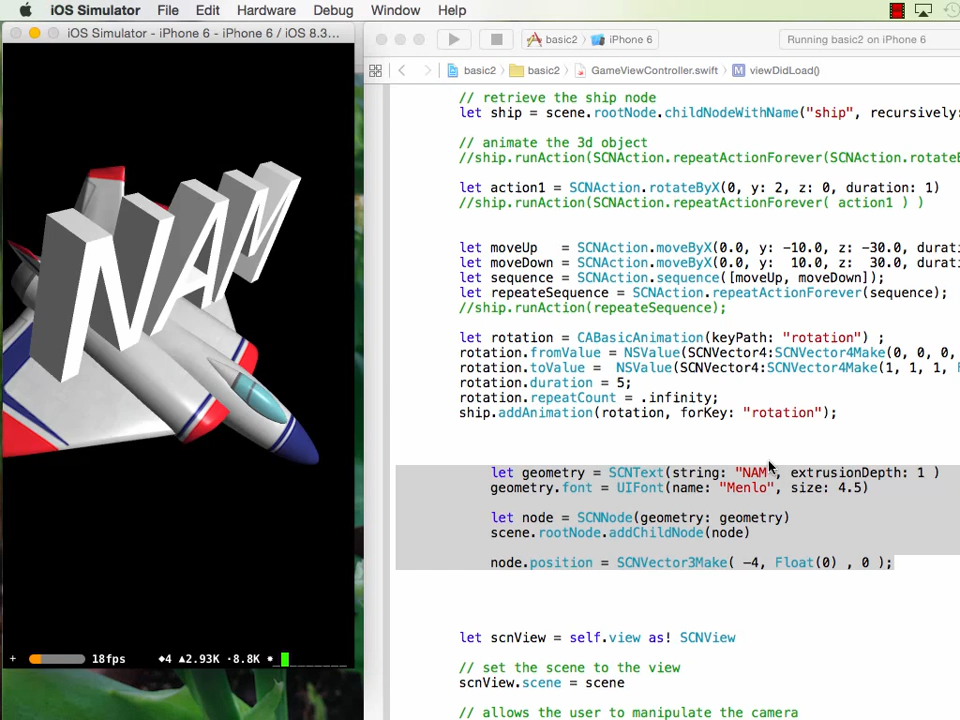 iOS Simulator File Edit Hardware Debug Window Help
iOS Simulator - iPhone 6 - iPhone 6 / iOS 8.3...
basic2 iPhone 6 Running basic2 on iPhone 6
basic2 basic2 GameViewController.swift M viewDidLoad()
NAM
// retrieve the ship node
let ship = scene.rootNode.childNodeWithName("ship", recursively:
// animate the 3d object
//ship.runAction(SCNAction.repeatActionForever(SCNAction.rotateB
let action1 = SCNAction.rotateByX(0, y: 2, z: 0, duration: 1)
//ship.runAction(SCNAction.repeatActionForever( action1 ) )
let moveUp   = SCNAction.moveByX(0.0, y: -10.0, z: -30.0, durat
let moveDown = SCNAction.moveByX(0.0, y:  10.0, z:  30.0, durat
let sequence = SCNAction.sequence([moveUp, moveDown]);
let repeateSequence = SCNAction.repeatActionForever(sequence);
//ship.runAction(repeateSequence);
let rotation = CABasicAnimation(keyPath: "rotation") ;
rotation.fromValue = NSValue(SCNVector4:SCNVector4Make(0, 0, 0,
rotation.toValue =  NSValue(SCNVector4:SCNVector4Make(1, 1, 1, F
rotation.duration = 5;
rotation.repeatCount = .infinity;
ship.addAnimation(rotation, forKey: "rotation");
let geometry = SCNText(string: "NAM", extrusionDepth: 1 )
geometry.font = UIFont(name: "Menlo", size: 4.5)
let node = SCNNode(geometry: geometry)
scene.rootNode.addChildNode(node)
node.position = SCNVector3Make( -4, Float(0) , 0 );
let scnView = self.view as! SCNView
// set the scene to the view
scnView.scene = scene
// allows the user to manipulate the camera
+ 18fps ◆4 ▲2.93K ·8.8K